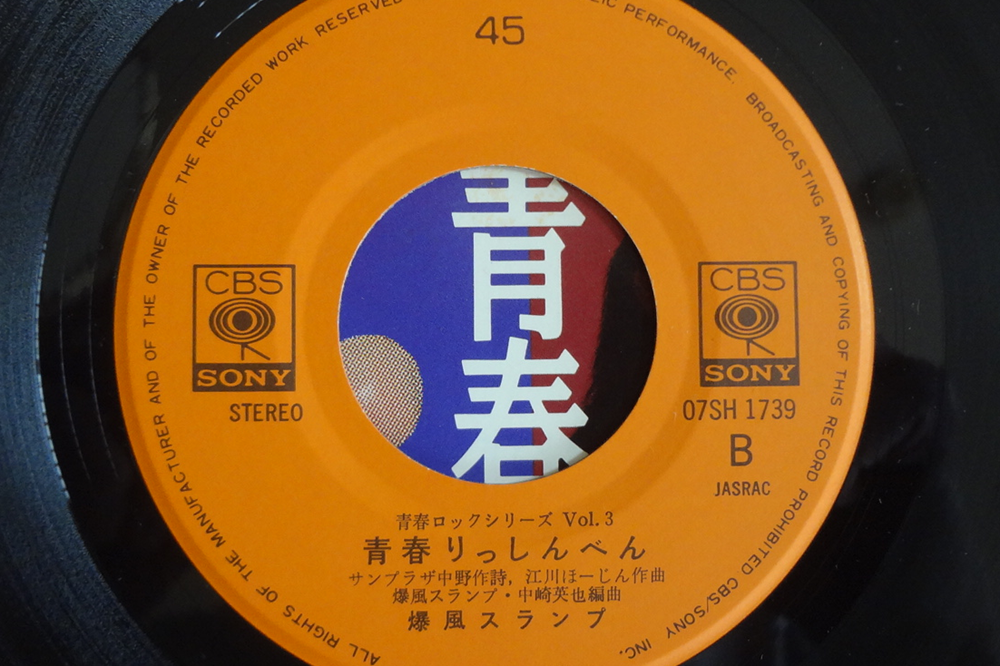 45
ALL RIGHTS OF THE MANUFACTURER AND OF THE OWNER OF THE RECORDED WORK RESERVED
PERFORMANCE, BROADCASTING AND COPYING OF THIS RECORD PROHIBITED CBS/SONY INC.
青春
CBS
SONY
CBS
SONY
STEREO
07SH 1739
B
JASRAC
青春ロックシリーズ Vol.3
青春りっしんべん
サンプラザ中野作詩, 江川ほーじん作曲
爆風スランプ・中崎英也編曲
爆風スランプ